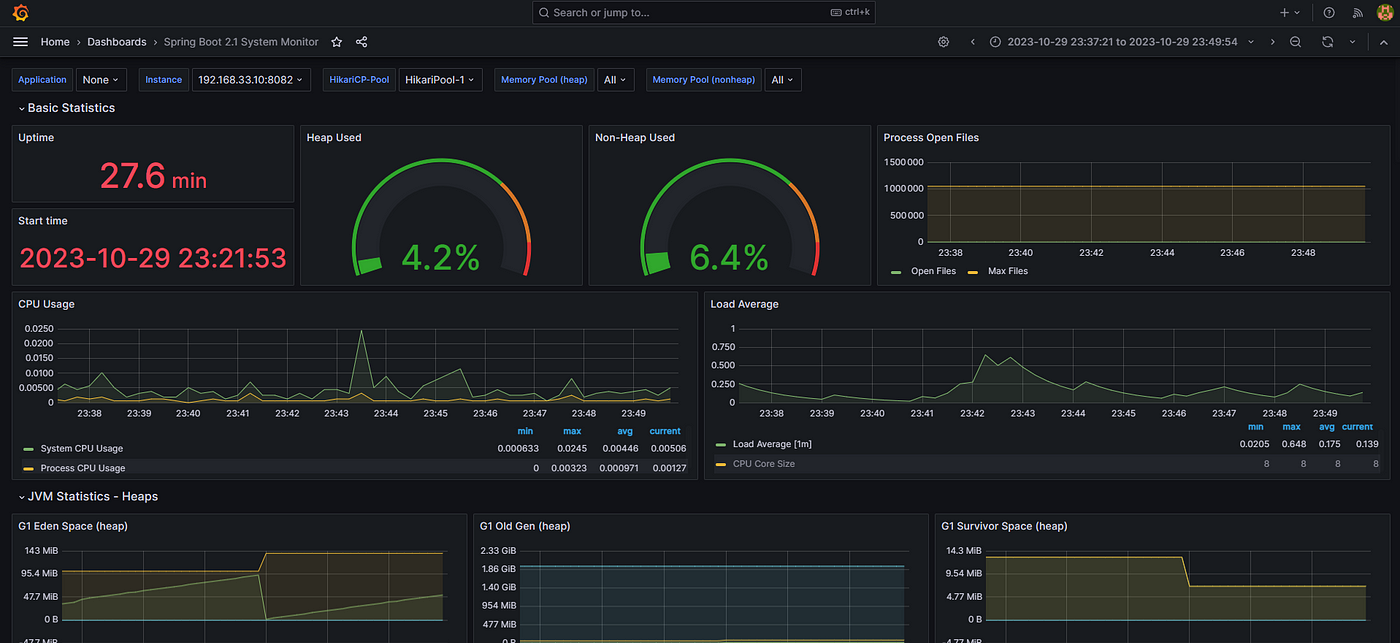 Search or jump to... ctrl+k
Home › Dashboards › Spring Boot 2.1 System Monitor 2023-10-29 23:37:21 to 2023-10-29 23:49:54
Application None Instance 192.168.33.10:8082 HikariCP-Pool HikariPool-1 Memory Pool (heap) All Memory Pool (nonheap) All
Basic Statistics
Uptime
27.6 min
Start time
2023-10-29 23:21:53
Heap Used
4.2%
Non-Heap Used
6.4%
Process Open Files
1500000
1000000
500000
0
23:38 23:40 23:42 23:44 23:46 23:48
Open Files Max Files
CPU Usage
0.0250
0.0200
0.0150
0.0100
0.00500
0
23:38 23:39 23:40 23:41 23:42 23:43 23:44 23:45 23:46 23:47 23:48 23:49
min max avg current
System CPU Usage 0.000633 0.0245 0.00446 0.00506
Process CPU Usage 0 0.00323 0.000971 0.00127
Load Average
1
0.750
0.500
0.250
0
23:38 23:39 23:40 23:41 23:42 23:43 23:44 23:45 23:46 23:47 23:48 23:49
min max avg current
Load Average [1m] 0.0205 0.648 0.175 0.139
CPU Core Size 8 8 8 8
JVM Statistics - Heaps
G1 Eden Space (heap)
143 MiB
95.4 MiB
47.7 MiB
0 B
-47.7 MiB
G1 Old Gen (heap)
2.33 GiB
1.86 GiB
1.40 GiB
954 MiB
477 MiB
0 B
G1 Survivor Space (heap)
14.3 MiB
9.54 MiB
4.77 MiB
0 B
-4.77 MiB